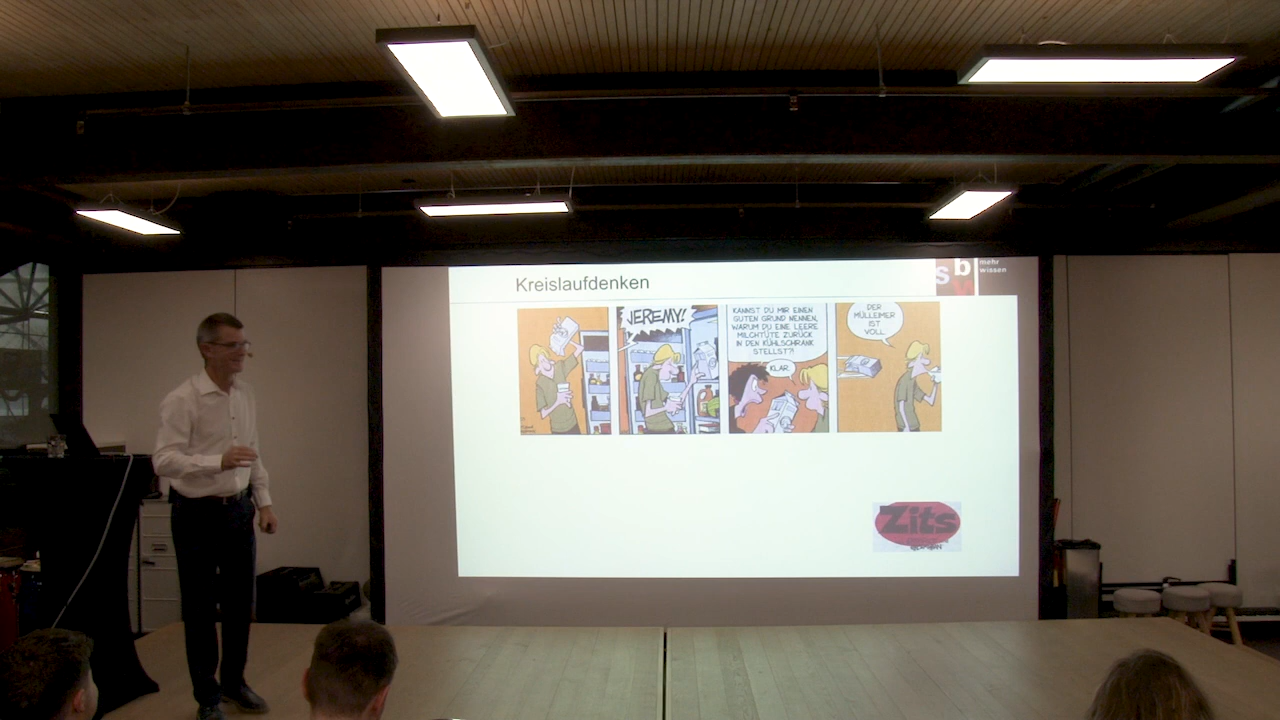 Kreislaufdenken
sb
mehr
wissen
JEREMY!
KANNST DU MIR EINEN
GUTEN GRUND NENNEN,
WARUM DU EINE LEERE
MILCHTÜTE ZURÜCK
IN DEN KÜHLSCHRANK
STELLST?!
KLAR.
DER
MÜLLEIMER
IST
VOLL.
Zits